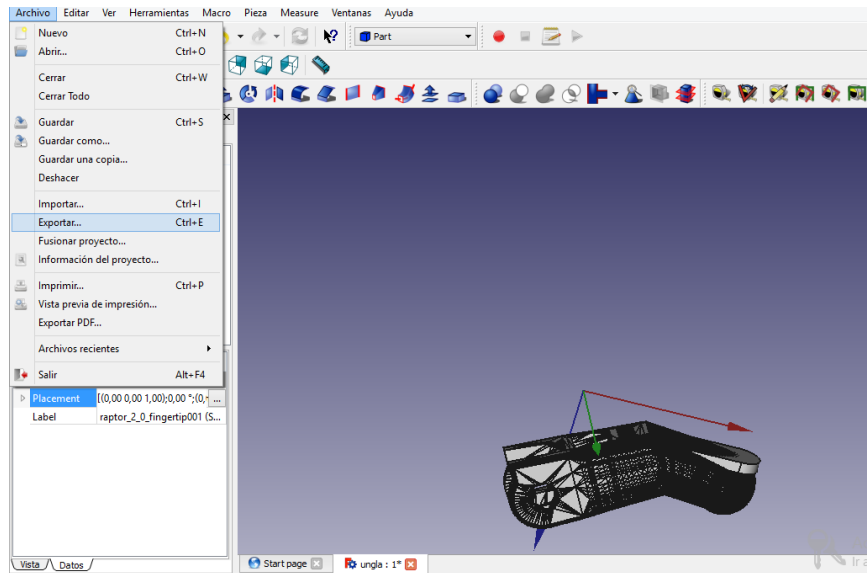 Archivo Editar Ver Herramientas Macro Pieza Measure Ventanas Ayuda
Nuevo Ctrl+N
Abrir... Ctrl+O
Cerrar Ctrl+W
Cerrar Todo
Guardar Ctrl+S
Guardar como...
Guardar una copia...
Deshacer
Importar... Ctrl+I
Exportar... Ctrl+E
Fusionar proyecto...
Información del proyecto...
Imprimir... Ctrl+P
Vista previa de impresión...
Exportar PDF...
Archivos recientes
Salir Alt+F4
Part
Placement [(0,00 0,00 1,00);0,00 °;(0, ...
Label raptor_2_0_fingertip001 (S...
Vista Datos
Start page
ungla : 1*